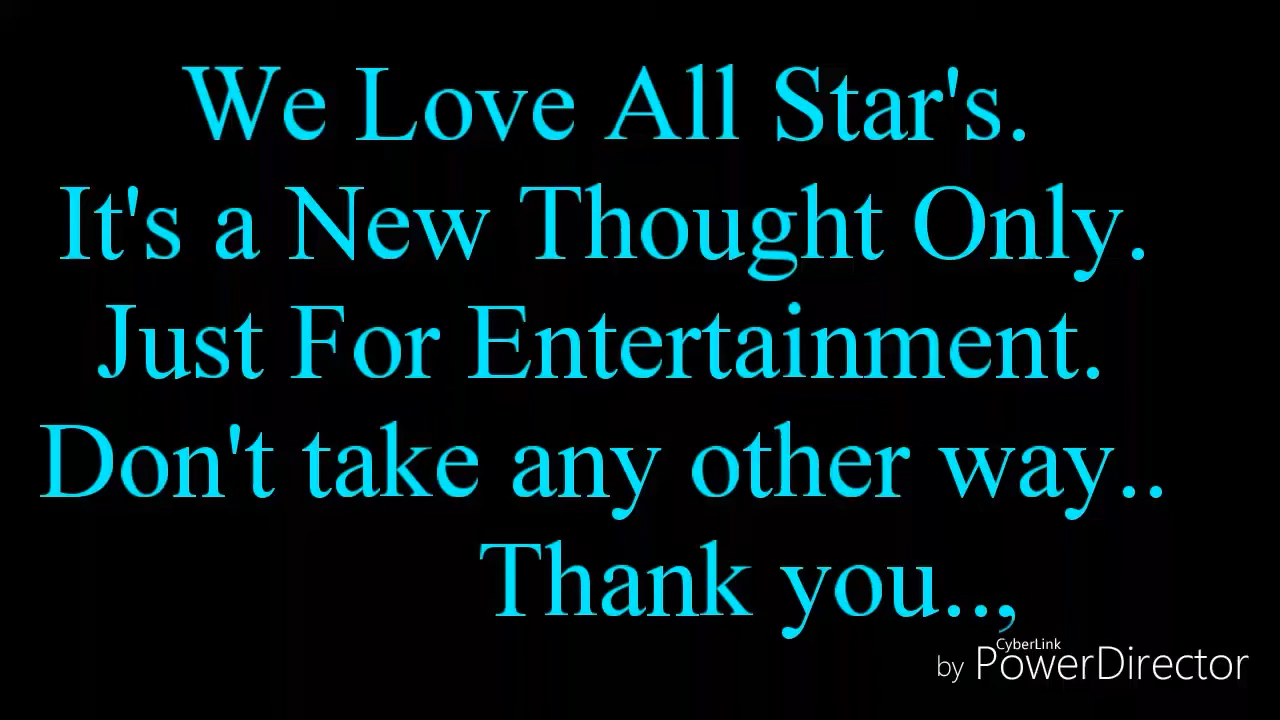 We Love All Star's.
It's a New Thought Only.
Just For Entertainment.
Don't take any other way..
Thank you..,
CyberLink
by PowerDirector